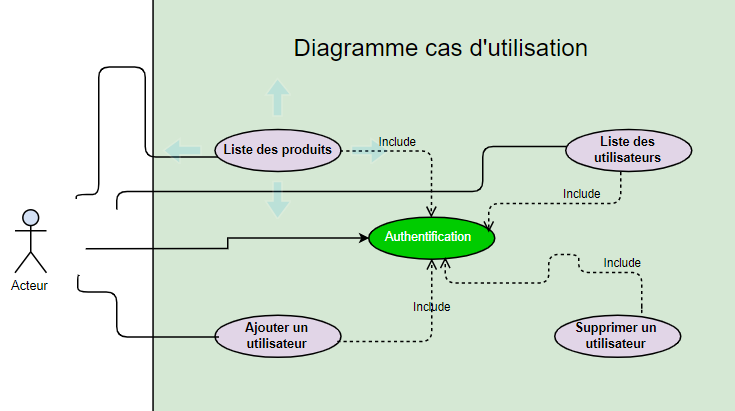 Diagramme cas d'utilisation
Liste des produits
Include
Liste des
utilisateurs
Include
Authentification
Acteur
Include
Include
Ajouter un
utilisateur
Supprimer un
utilisateur